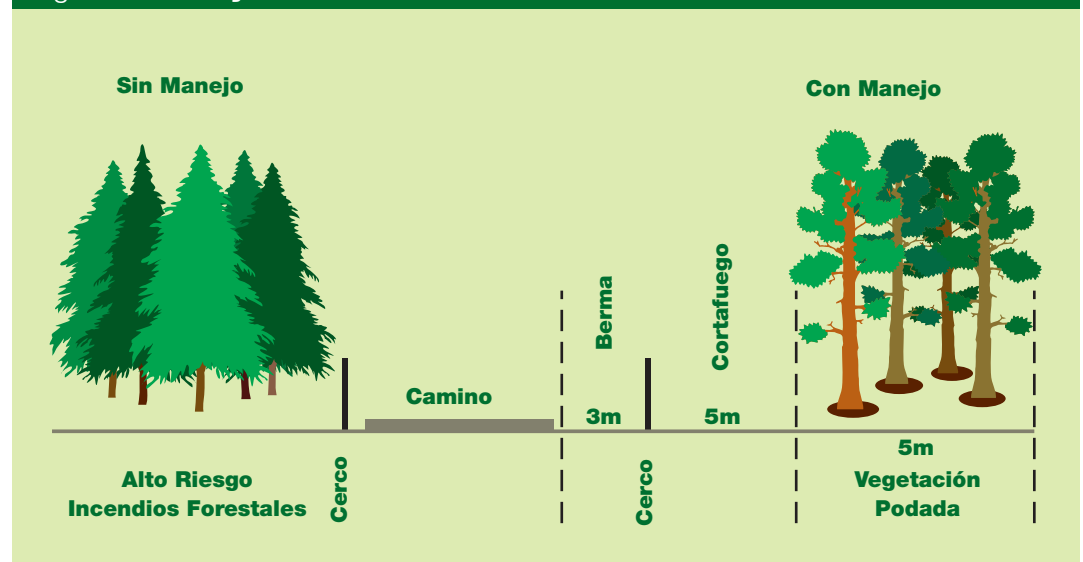 Sin Manejo
Con Manejo
Berma
Cortafuego
Camino
3m
5m
5m
Alto Riesgo
Incendios Forestales
Cerco
Cerco
Vegetación
Podada